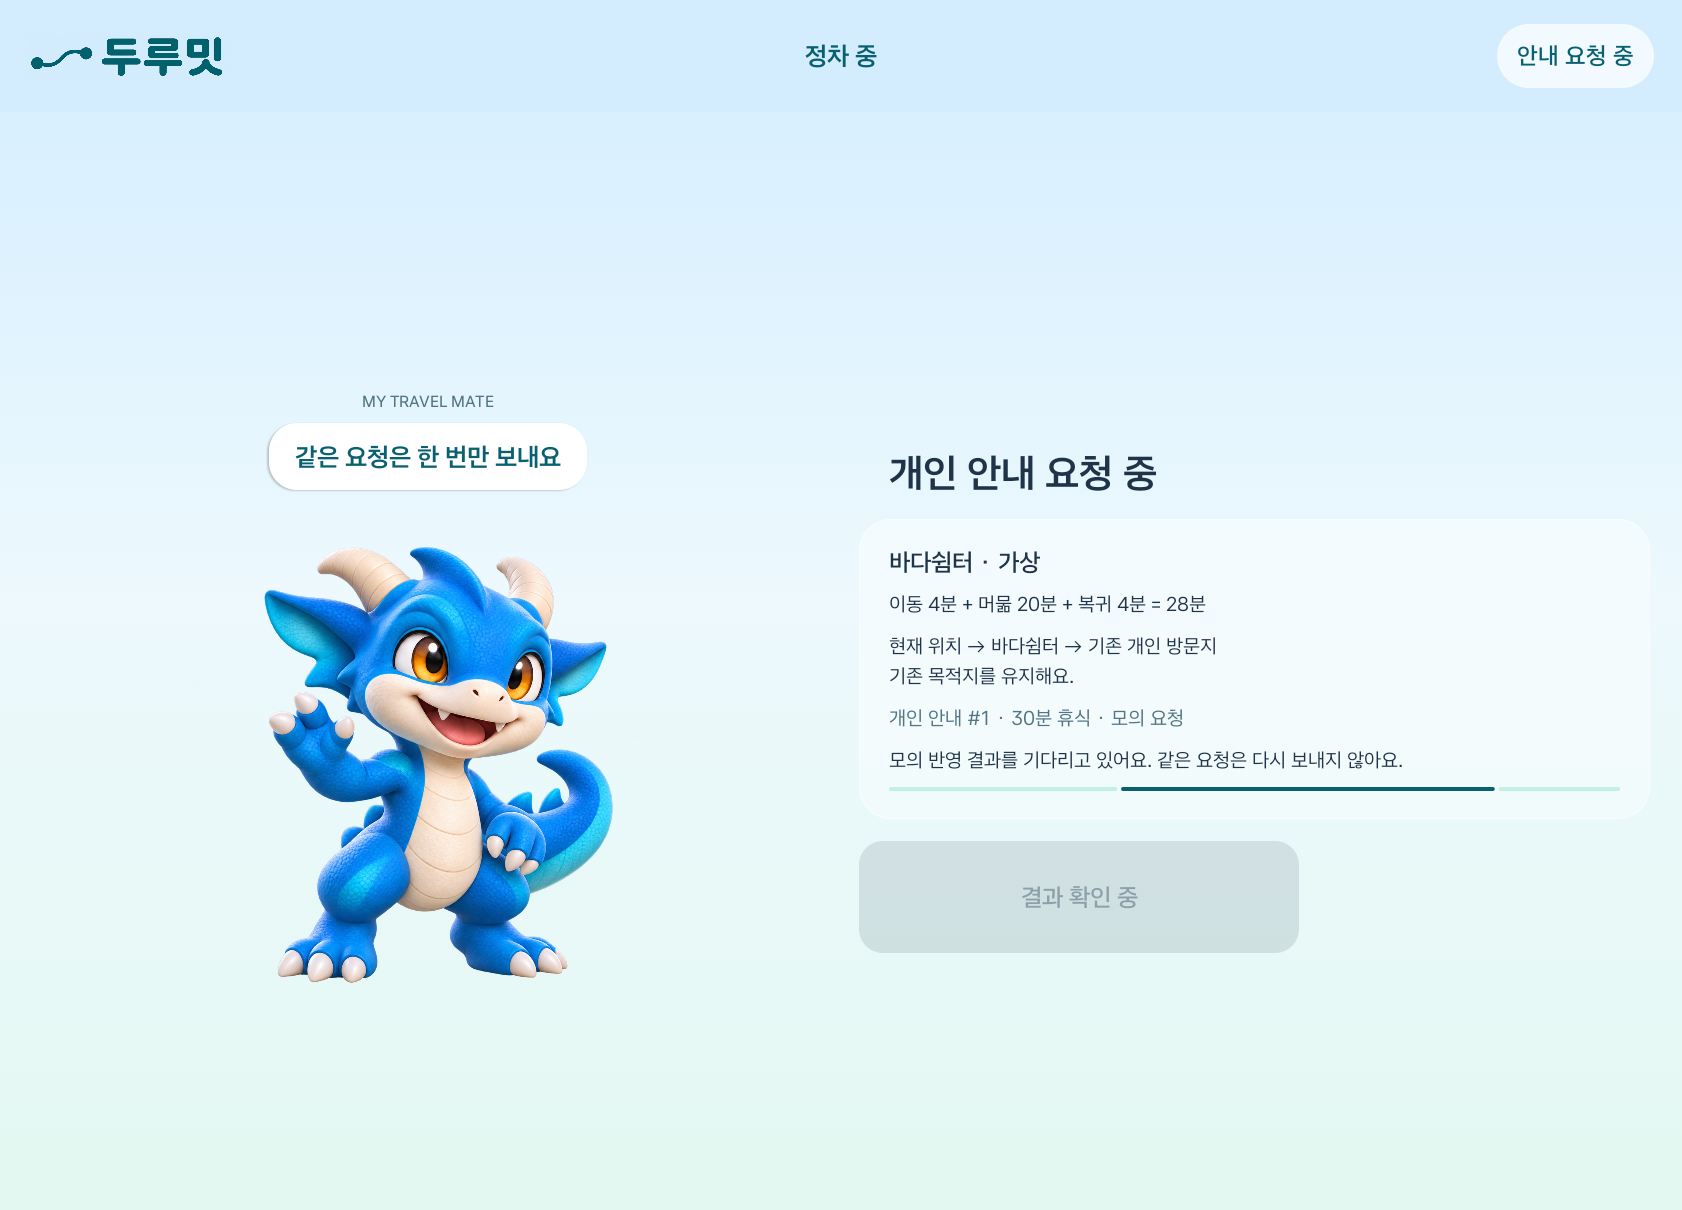 두루밋
정차 중
안내 요청 중
MY TRAVEL MATE
같은 요청은 한 번만 보내요
개인 안내 요청 중
바다쉼터 · 가상
이동 4분 + 머묾 20분 + 복귀 4분 = 28분
현재 위치 → 바다쉼터 → 기존 개인 방문지
기존 목적지를 유지해요.
개인 안내 #1 · 30분 휴식 · 모의 요청
모의 반영 결과를 기다리고 있어요. 같은 요청은 다시 보내지 않아요.
결과 확인 중